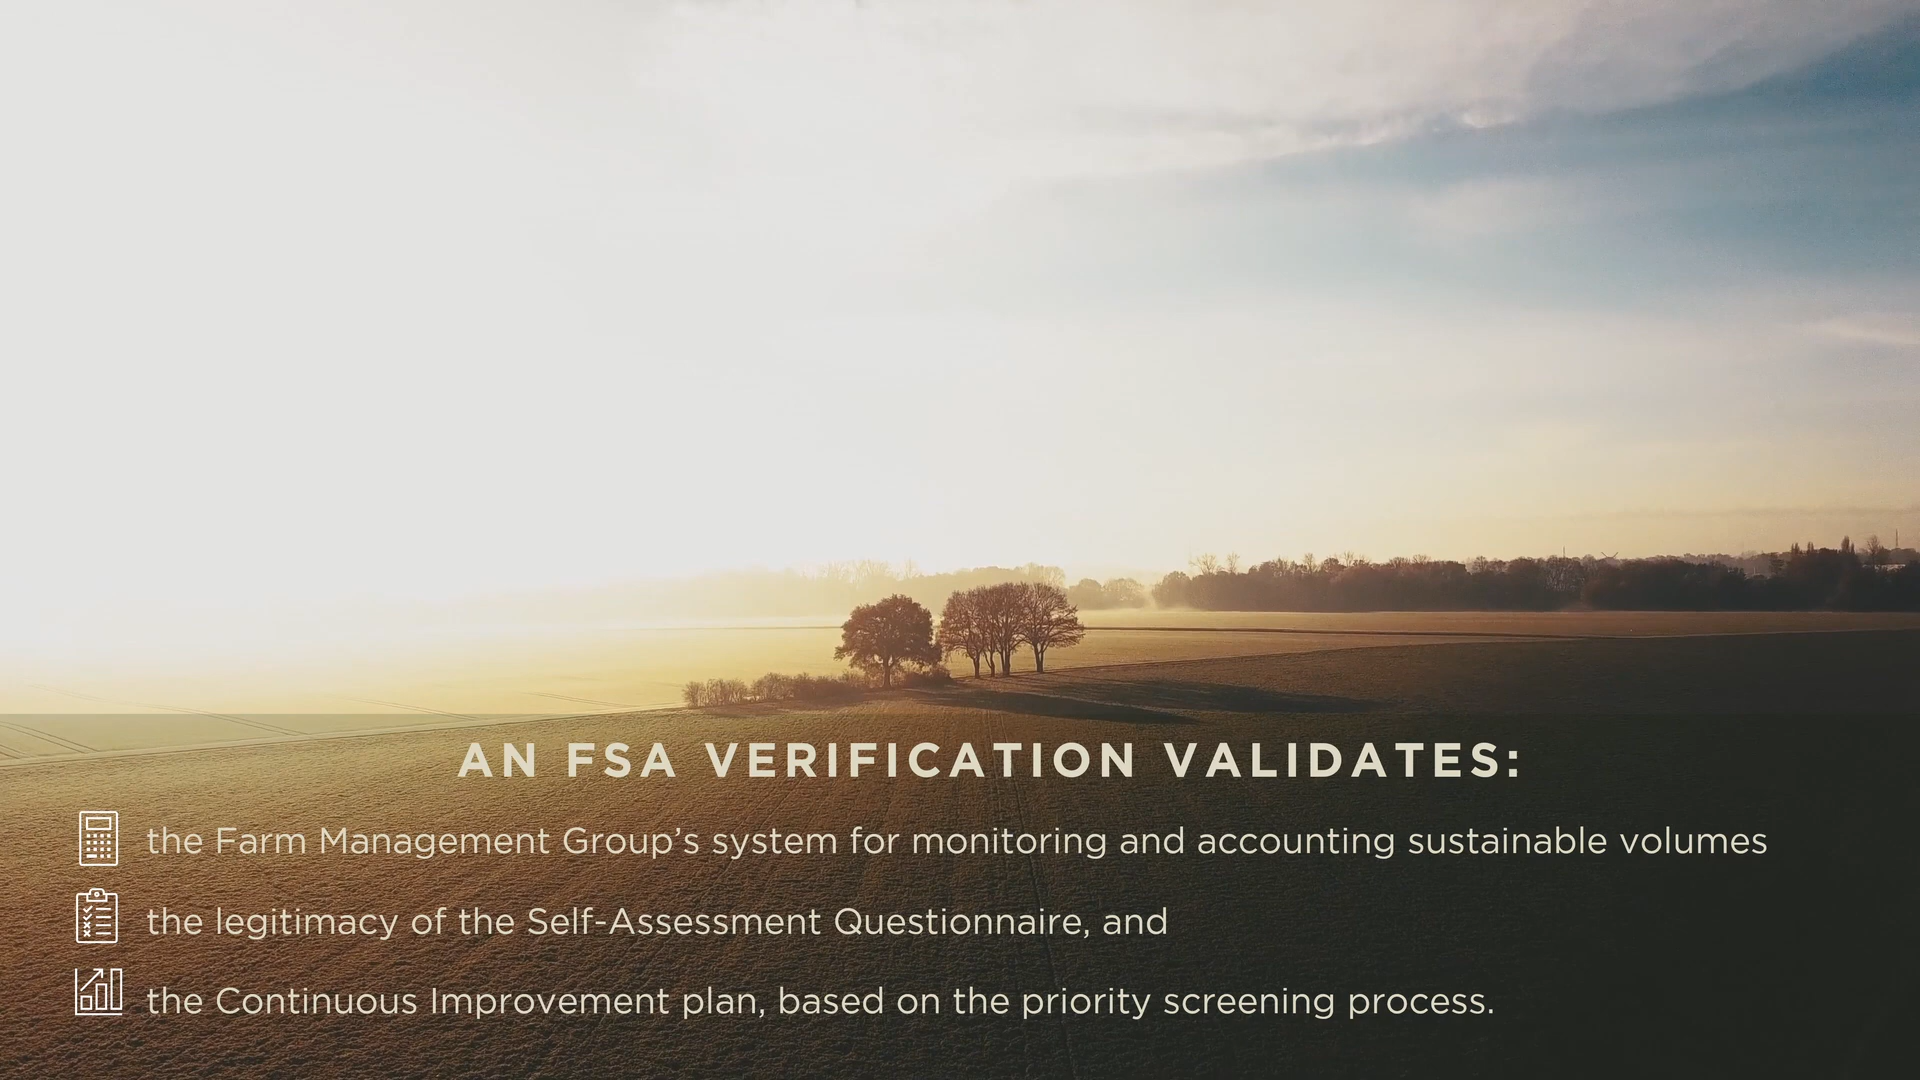 AN FSA VERIFICATION VALIDATES:
the Farm Management Group’s system for monitoring and accounting sustainable volumes
the legitimacy of the Self-Assessment Questionnaire, and
the Continuous Improvement plan, based on the priority screening process.